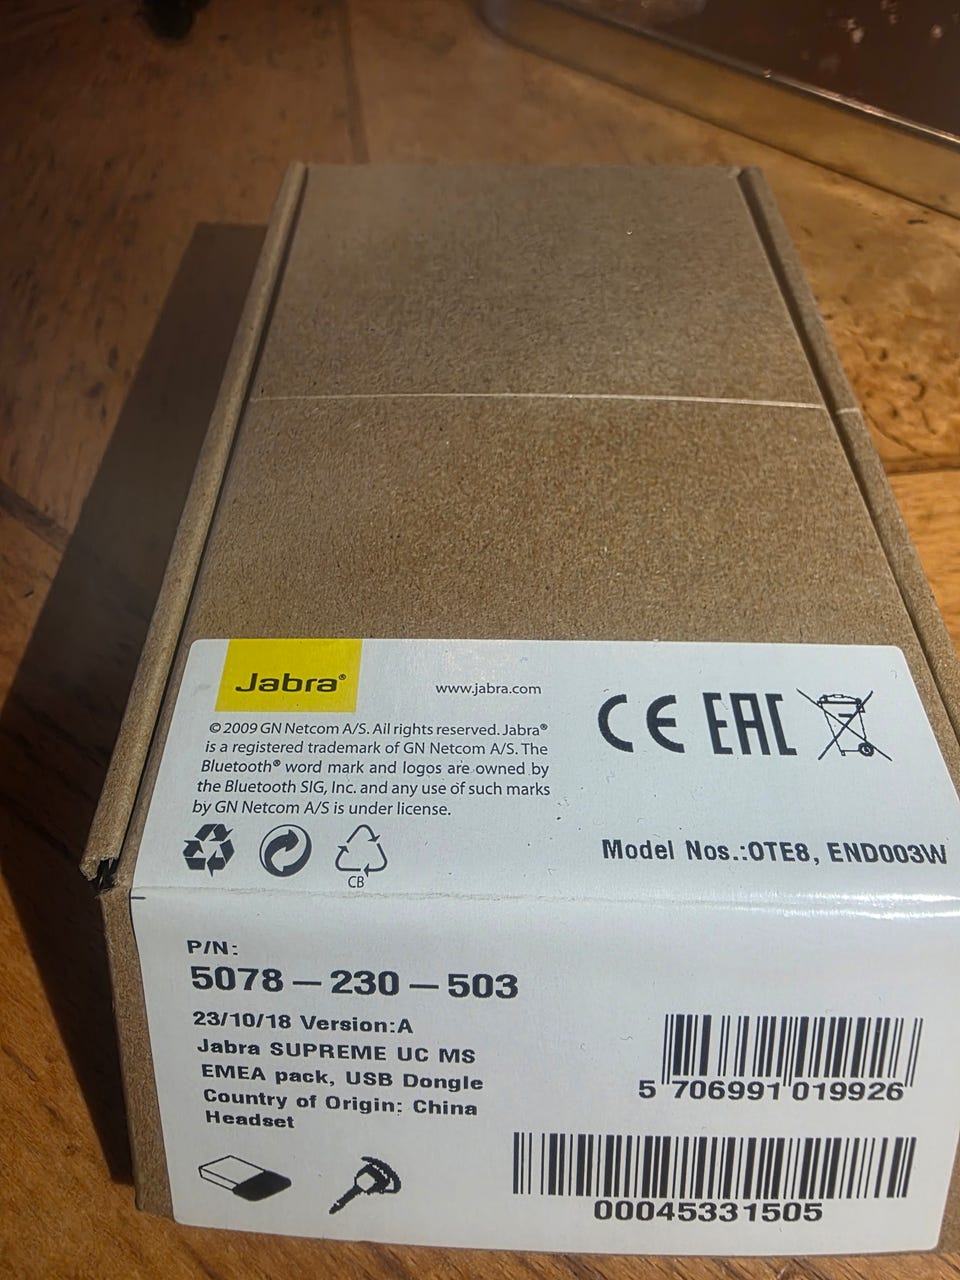 Jabra®
www.jabra.com
CE EAC
© 2009 GN Netcom A/S. All rights reserved. Jabra®
is a registered trademark of GN Netcom A/S. The
Bluetooth® word mark and logos are owned by
the Bluetooth SIG, Inc. and any use of such marks
by GN Netcom A/S is under license.
CB
Model Nos.:OTE8, END003W
P/N:
5078-230-503
23/10/18 Version:A
Jabra SUPREME UC MS
EMEA pack, USB Dongle
Country of Origin: China
Headset
5 706991 019926
00045331505